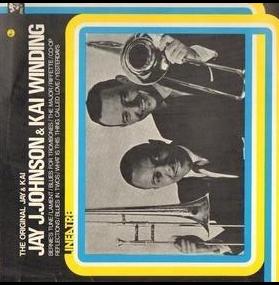 THE ORIGINAL JAY & KAI
JAY J.JOHNSON & KAI WINDING
BERNIE'S TUNE/LAMENT/BLUES FOR TROMBONES/THE MAJOR/RIFFETTE/CO-OP
REFLECTIONS/BLUES IN TWOS/WHAT IS THIS THING CALLED LOVE/YESTERDAYS
LINEATRE